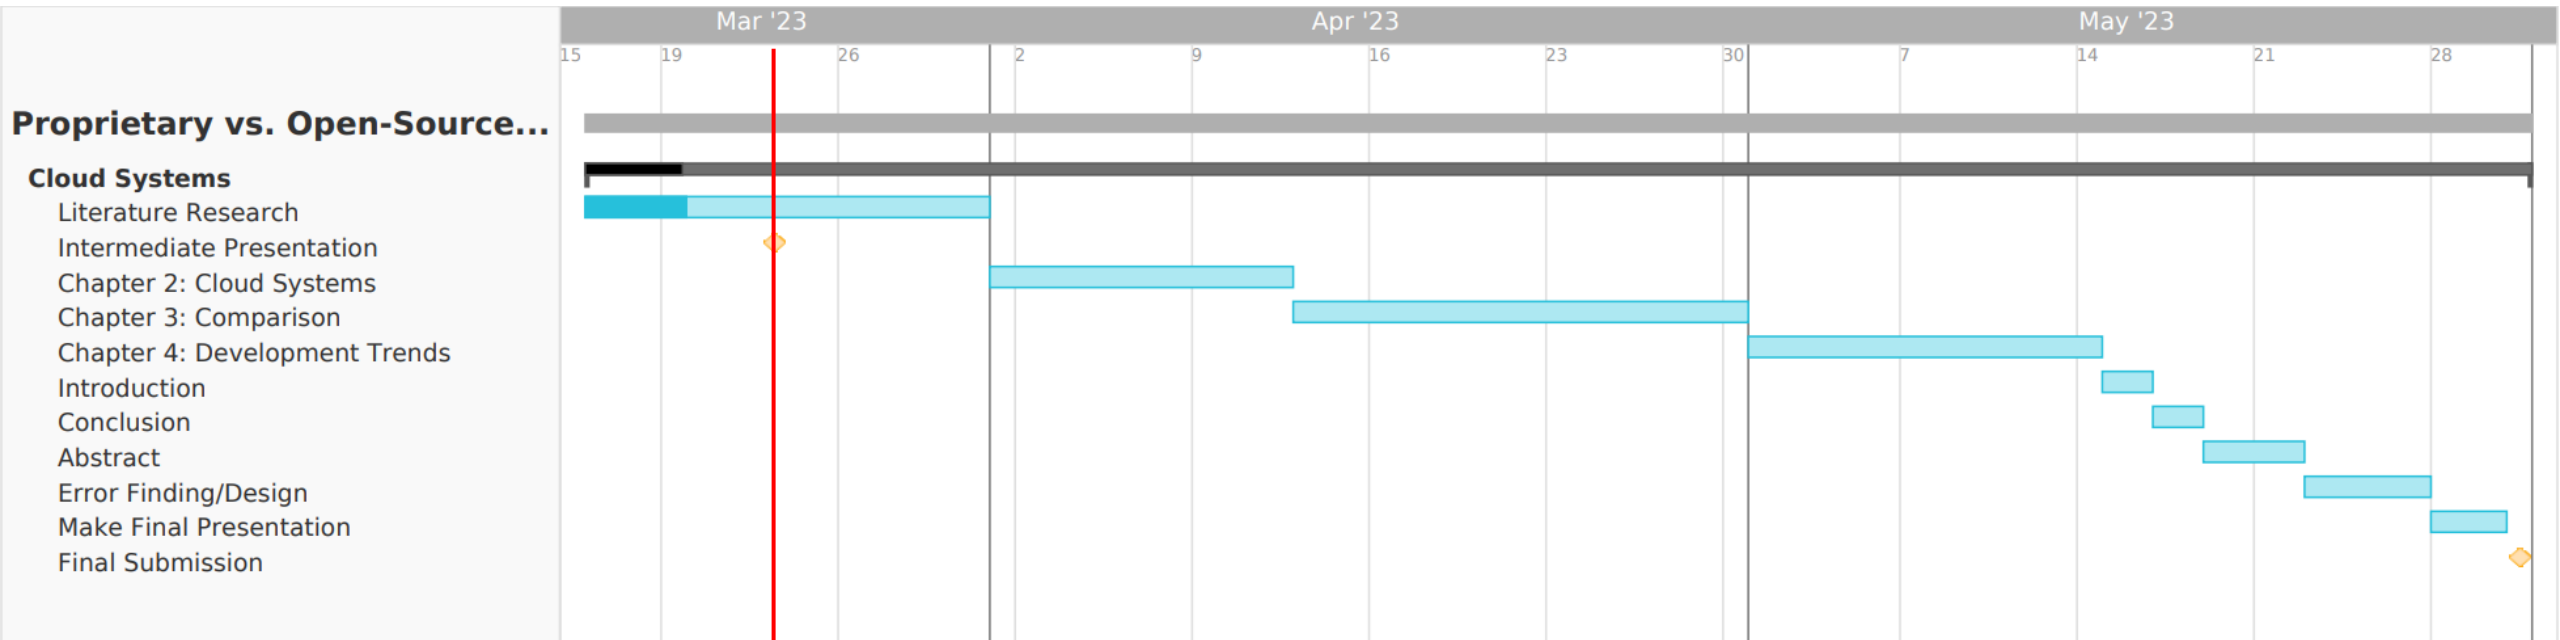 Mar '23 Apr '23 May '23
15 19 26 2 9 16 23 30 7 14 21 28
Proprietary vs. Open-Source...
Cloud Systems
Literature Research
Intermediate Presentation
Chapter 2: Cloud Systems
Chapter 3: Comparison
Chapter 4: Development Trends
Introduction
Conclusion
Abstract
Error Finding/Design
Make Final Presentation
Final Submission